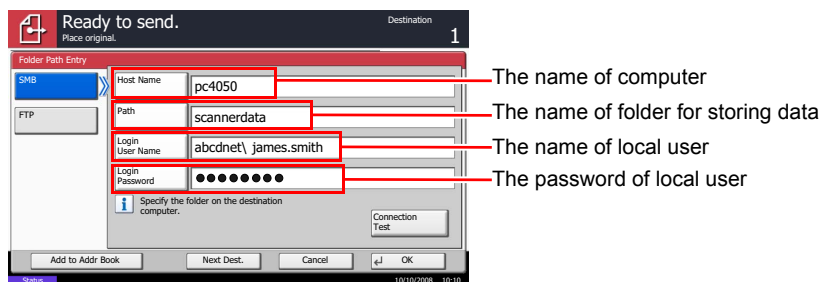 Ready to send.
Destination
Place original.
1
Folder Path Entry
SMB
Host Name
pc4050
The name of computer
FTP
Path
scannerdata
The name of folder for storing data
Login
User Name
abcdnet\ james.smith
The name of local user
Login
Password
●●●●●●●●
The password of local user
i
Specify the folder on the destination
computer.
Connection
Test
Add to Addr Book
Next Dest.
Cancel
OK
Status
10/10/2008 10:10